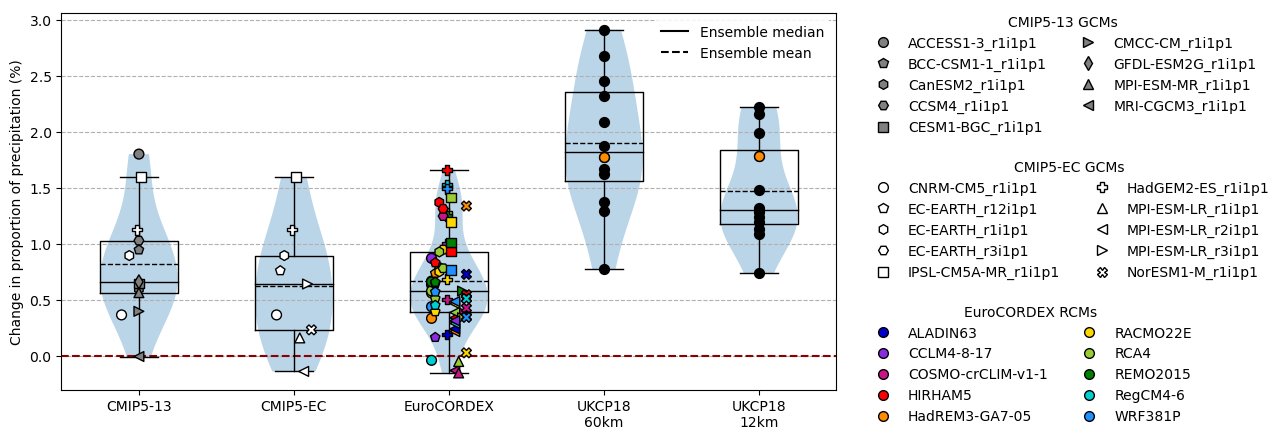 Change in proportion of precipitation (%)
3.0
2.5
2.0
1.5
1.0
0.5
0.0
Ensemble median
Ensemble mean
CMIP5-13
CMIP5-EC
EuroCORDEX
UKCP18
60km
UKCP18
12km
CMIP5-13 GCMs
ACCESS1-3_r1i1p1
BCC-CSM1-1_r1i1p1
CanESM2_r1i1p1
CCSM4_r1i1p1
CESM1-BGC_r1i1p1
CMCC-CM_r1i1p1
GFDL-ESM2G_r1i1p1
MPI-ESM-MR_r1i1p1
MRI-CGCM3_r1i1p1
CMIP5-EC GCMs
CNRM-CM5_r1i1p1
EC-EARTH_r12i1p1
EC-EARTH_r1i1p1
EC-EARTH_r3i1p1
IPSL-CM5A-MR_r1i1p1
HadGEM2-ES_r1i1p1
MPI-ESM-LR_r1i1p1
MPI-ESM-LR_r2i1p1
MPI-ESM-LR_r3i1p1
NorESM1-M_r1i1p1
EuroCORDEX RCMs
ALADIN63
CCLM4-8-17
COSMO-crCLIM-v1-1
HIRHAM5
HadREM3-GA7-05
RACMO22E
RCA4
REMO2015
RegCM4-6
WRF381P